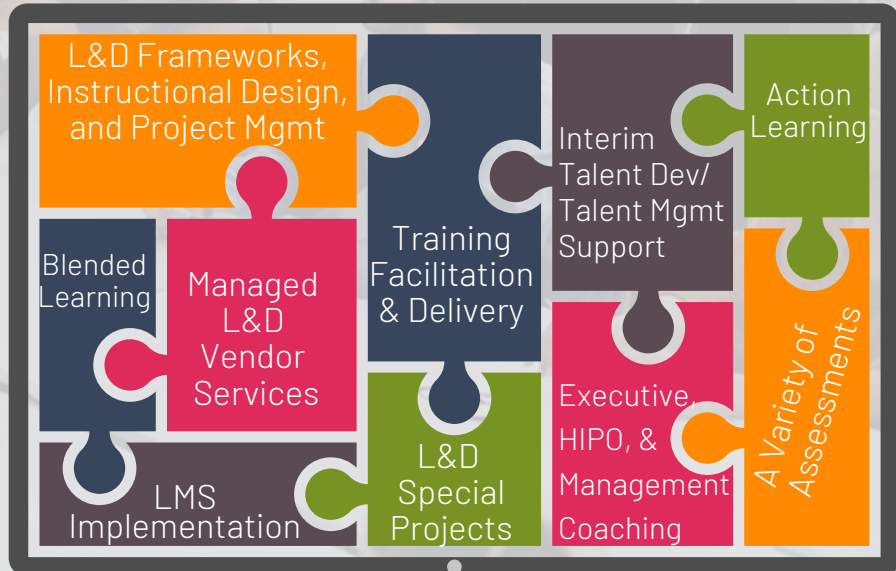 L&D Frameworks,
Instructional Design,
and Project Mgmt
Blended
Learning
Managed
L&D
Vendor
Services
LMS
Implementation
Training
Facilitation
& Delivery
L&D
Special
Projects
Interim
Talent Dev/
Talent Mgmt
Support
Executive,
HIPO, &
Management
Coaching
Action
Learning
A Variety of
Assessments